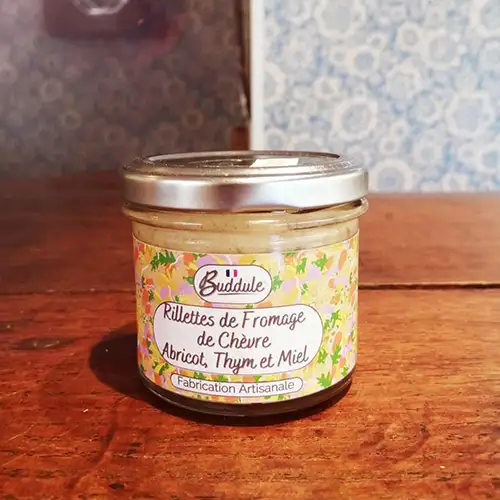 Buddule
Rillettes de Fromage
de Chèvre
Abricot, Thym et Miel
Fabrication Artisanale